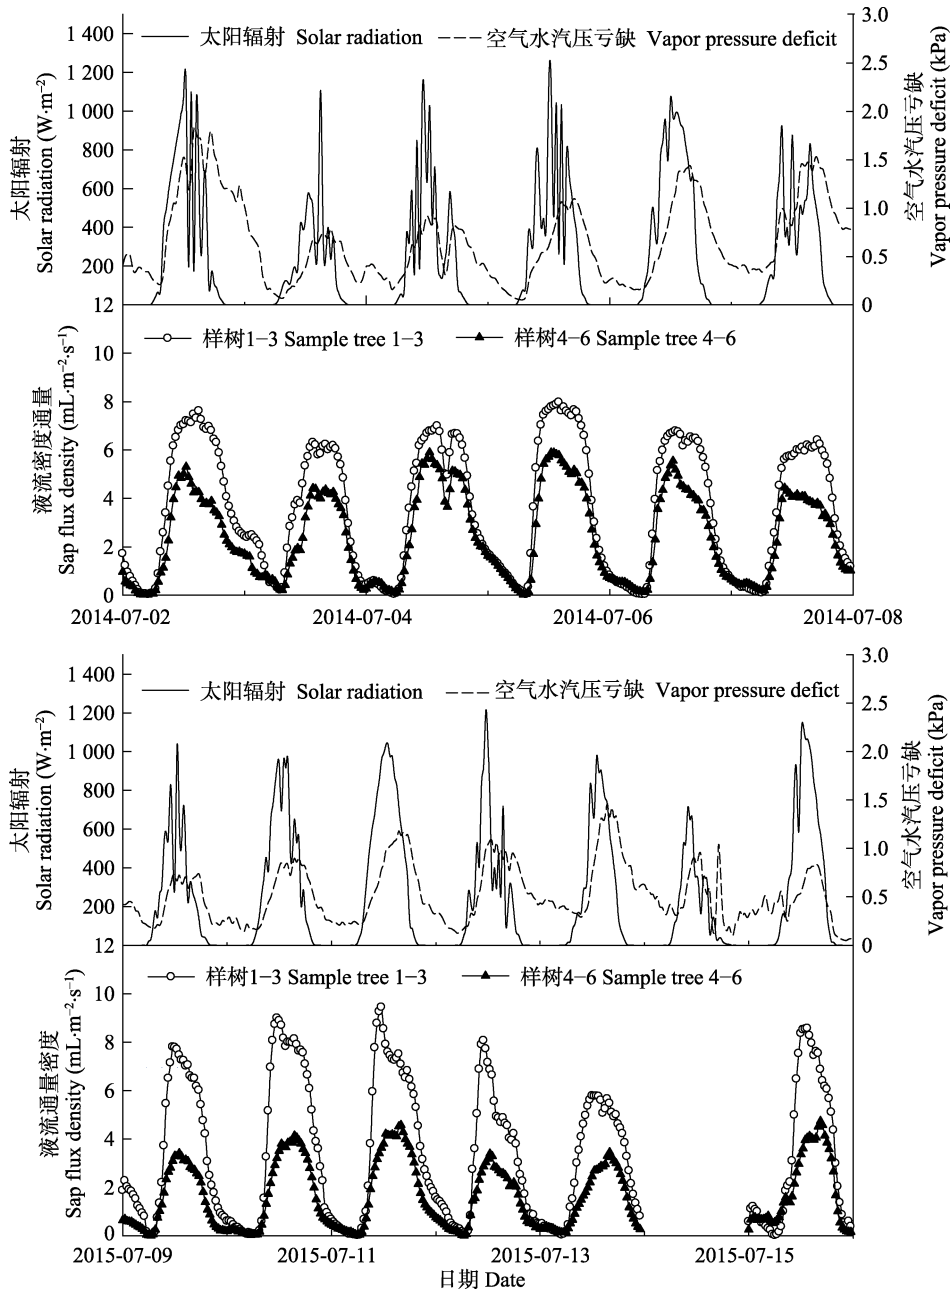 太阳辐射 Solar radiation
空气水汽压亏缺 Vapor pressure deficit
太阳辐射
Solar radiation (W·m⁻²)
1 400
1 200
1 000
800
600
400
200
12
3.0
2.5
2.0
1.5
1.0
0.5
0
空气水汽压亏缺
Vapor pressure deficit (kPa)
样树1−3 Sample tree 1−3
样树4−6 Sample tree 4−6
液流密度通量
Sap flux density (mL·m⁻²·s⁻¹)
10
8
6
4
2
0
2014-07-02
2014-07-04
2014-07-06
2014-07-08
太阳辐射 Solar radiation
空气水汽压亏缺 Vapor pressure defict
太阳辐射
Solar radiation (W·m⁻²)
1 400
1 200
1 000
800
600
400
200
12
3.0
2.5
2.0
1.5
1.0
0.5
0
空气水汽压亏缺
Vapor pressure deficit (kPa)
样树1−3 Sample tree 1−3
样树4−6 Sample tree 4−6
液流通量密度
Sap flux density (mL·m⁻²·s⁻¹)
10
8
6
4
2
0
2015-07-09
2015-07-11
2015-07-13
2015-07-15
日期 Date